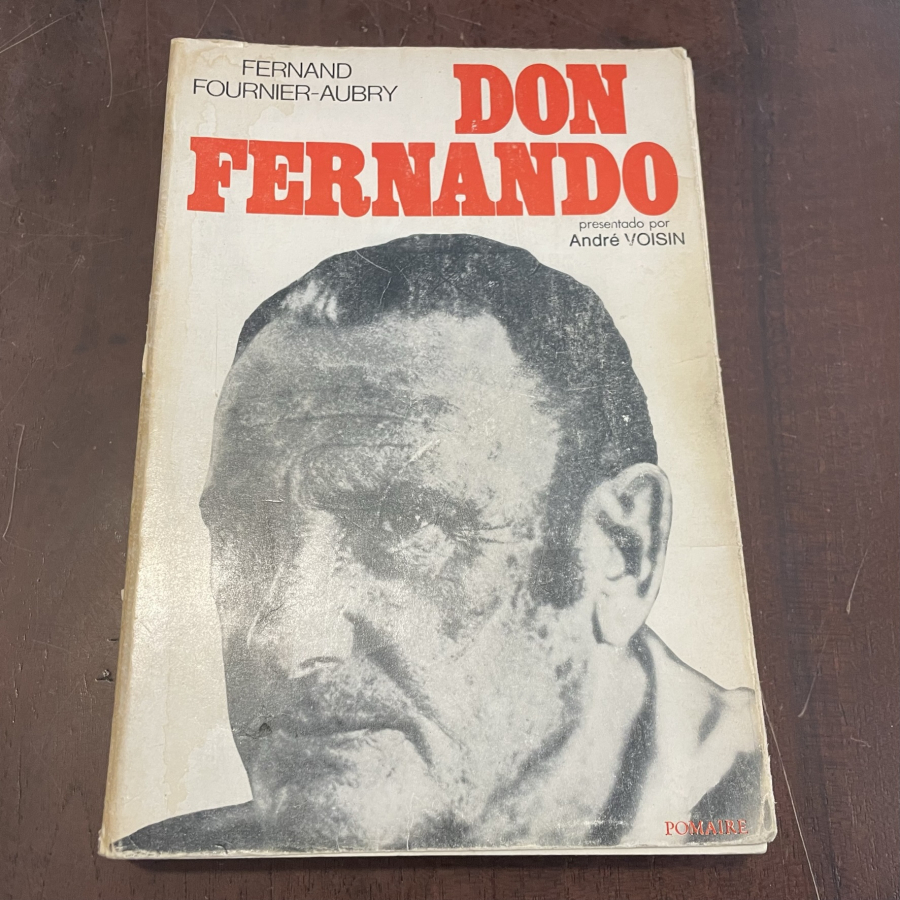 FERNAND
FOURNIER-AUBRY
DON
FERNANDO
presentado por
André VOISIN
POMAIRE